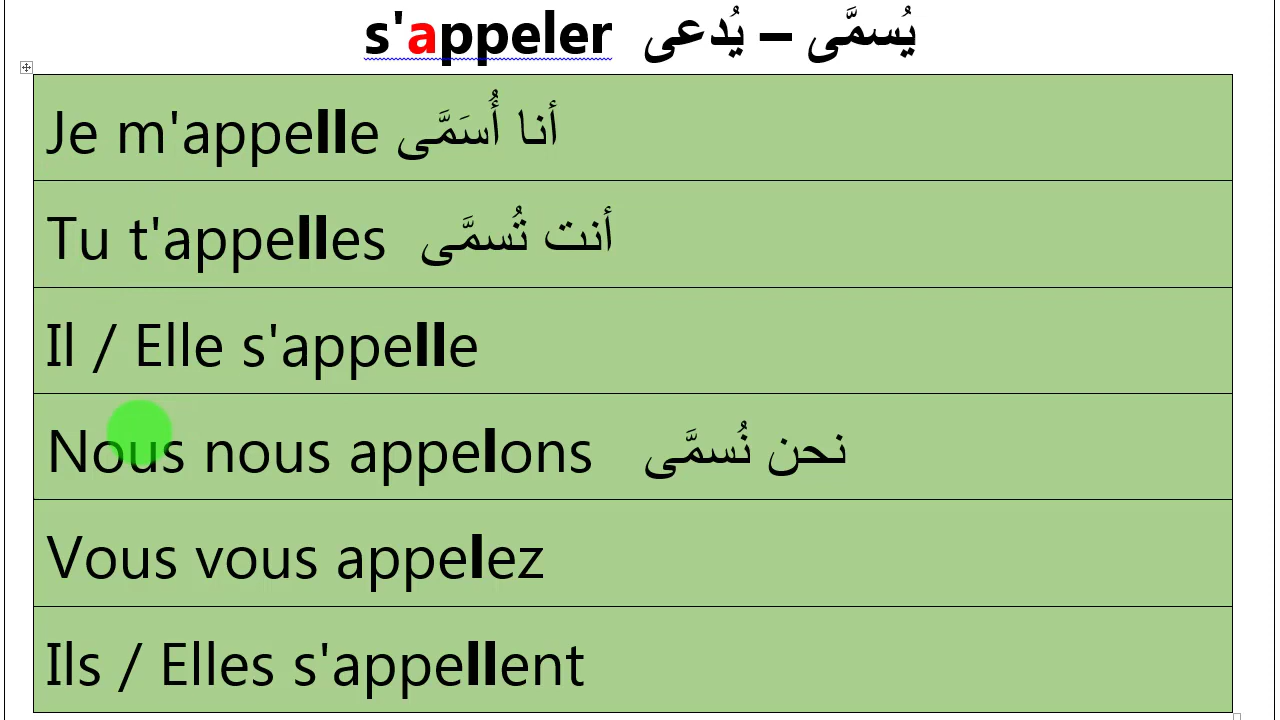 s'appeler يُسمَّى – يُدعى
Je m'appelle أنا أُسَمَّى
Tu t'appelles أنت تُسمَّى
Il / Elle s'appelle
Nous nous appelons نحن نُسمَّى
Vous vous appelez
Ils / Elles s'appellent